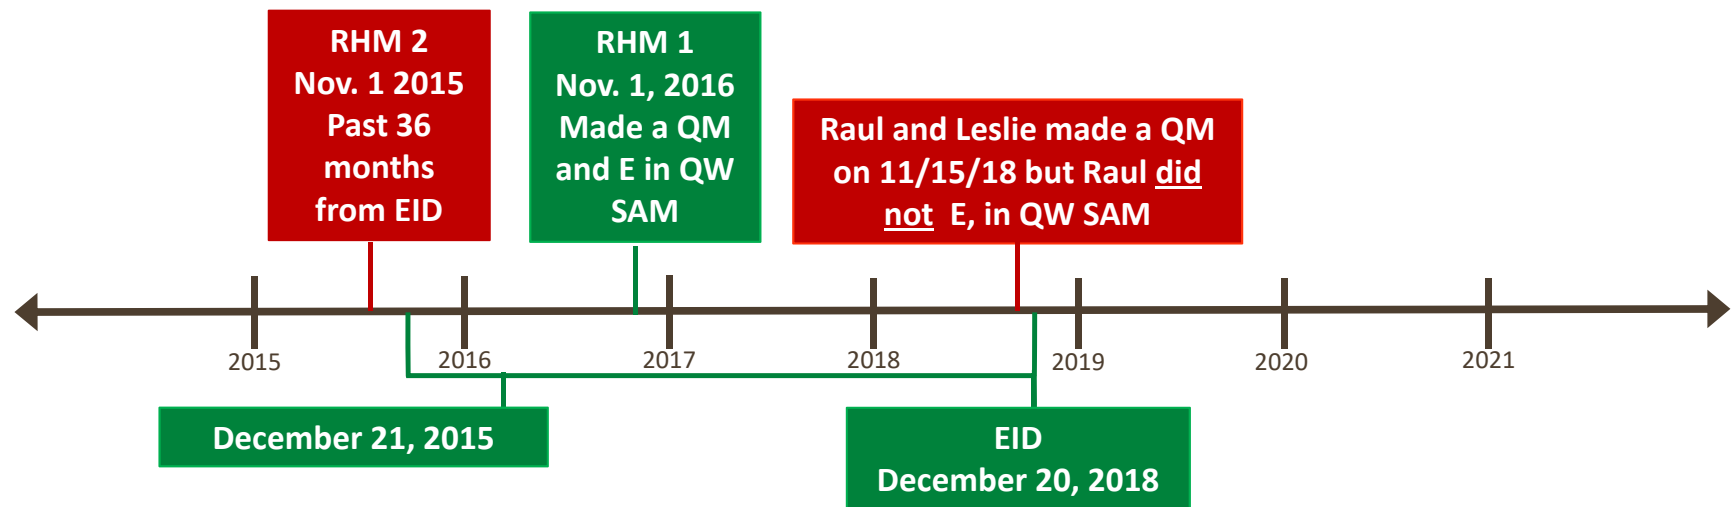 RHM 2
Nov. 1 2015
Past 36
months
from EID
RHM 1
Nov. 1, 2016
Made a QM
and E in QW
SAM
Raul and Leslie made a QM
on 11/15/18 but Raul did
not E, in QW SAM
2015
2016
2017
2018
2019
2020
2021
December 21, 2015
EID
December 20, 2018